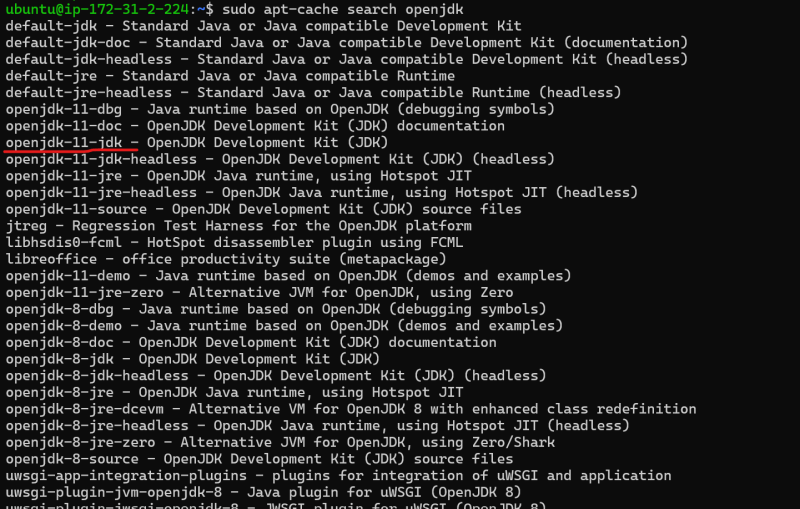 ubuntu@ip-172-31-2-224:~$ sudo apt-cache search openjdk
default-jdk - Standard Java or Java compatible Development Kit
default-jdk-doc - Standard Java or Java compatible Development Kit (documentation)
default-jdk-headless - Standard Java or Java compatible Development Kit (headless)
default-jre - Standard Java or Java compatible Runtime
default-jre-headless - Standard Java or Java compatible Runtime (headless)
openjdk-11-dbg - Java runtime based on OpenJDK (debugging symbols)
openjdk-11-doc - OpenJDK Development Kit (JDK) documentation
openjdk-11-jdk - OpenJDK Development Kit (JDK)
openjdk-11-jdk-headless - OpenJDK Development Kit (JDK) (headless)
openjdk-11-jre - OpenJDK Java runtime, using Hotspot JIT
openjdk-11-jre-headless - OpenJDK Java runtime, using Hotspot JIT (headless)
openjdk-11-source - OpenJDK Development Kit (JDK) source files
jtreg - Regression Test Harness for the OpenJDK platform
libhsdis0-fcml - HotSpot disassembler plugin using FCML
libreoffice - office productivity suite (metapackage)
openjdk-11-demo - Java runtime based on OpenJDK (demos and examples)
openjdk-11-jre-zero - Alternative JVM for OpenJDK, using Zero
openjdk-8-dbg - Java runtime based on OpenJDK (debugging symbols)
openjdk-8-demo - Java runtime based on OpenJDK (demos and examples)
openjdk-8-doc - OpenJDK Development Kit (JDK) documentation
openjdk-8-jdk - OpenJDK Development Kit (JDK)
openjdk-8-jdk-headless - OpenJDK Development Kit (JDK) (headless)
openjdk-8-jre - OpenJDK Java runtime, using Hotspot JIT
openjdk-8-jre-dcevm - Alternative VM for OpenJDK 8 with enhanced class redefinition
openjdk-8-jre-headless - OpenJDK Java runtime, using Hotspot JIT (headless)
openjdk-8-jre-zero - Alternative JVM for OpenJDK, using Zero/Shark
openjdk-8-source - OpenJDK Development Kit (JDK) source files
uwsgi-app-integration-plugins - plugins for integration of uWSGI and application
uwsgi-plugin-jvm-openjdk-8 - Java plugin for uWSGI (OpenJDK 8)
uwsgi-plugin-jwsgi-openjdk-8 - JWSGI plugin for uWSGI (OpenJDK 8)